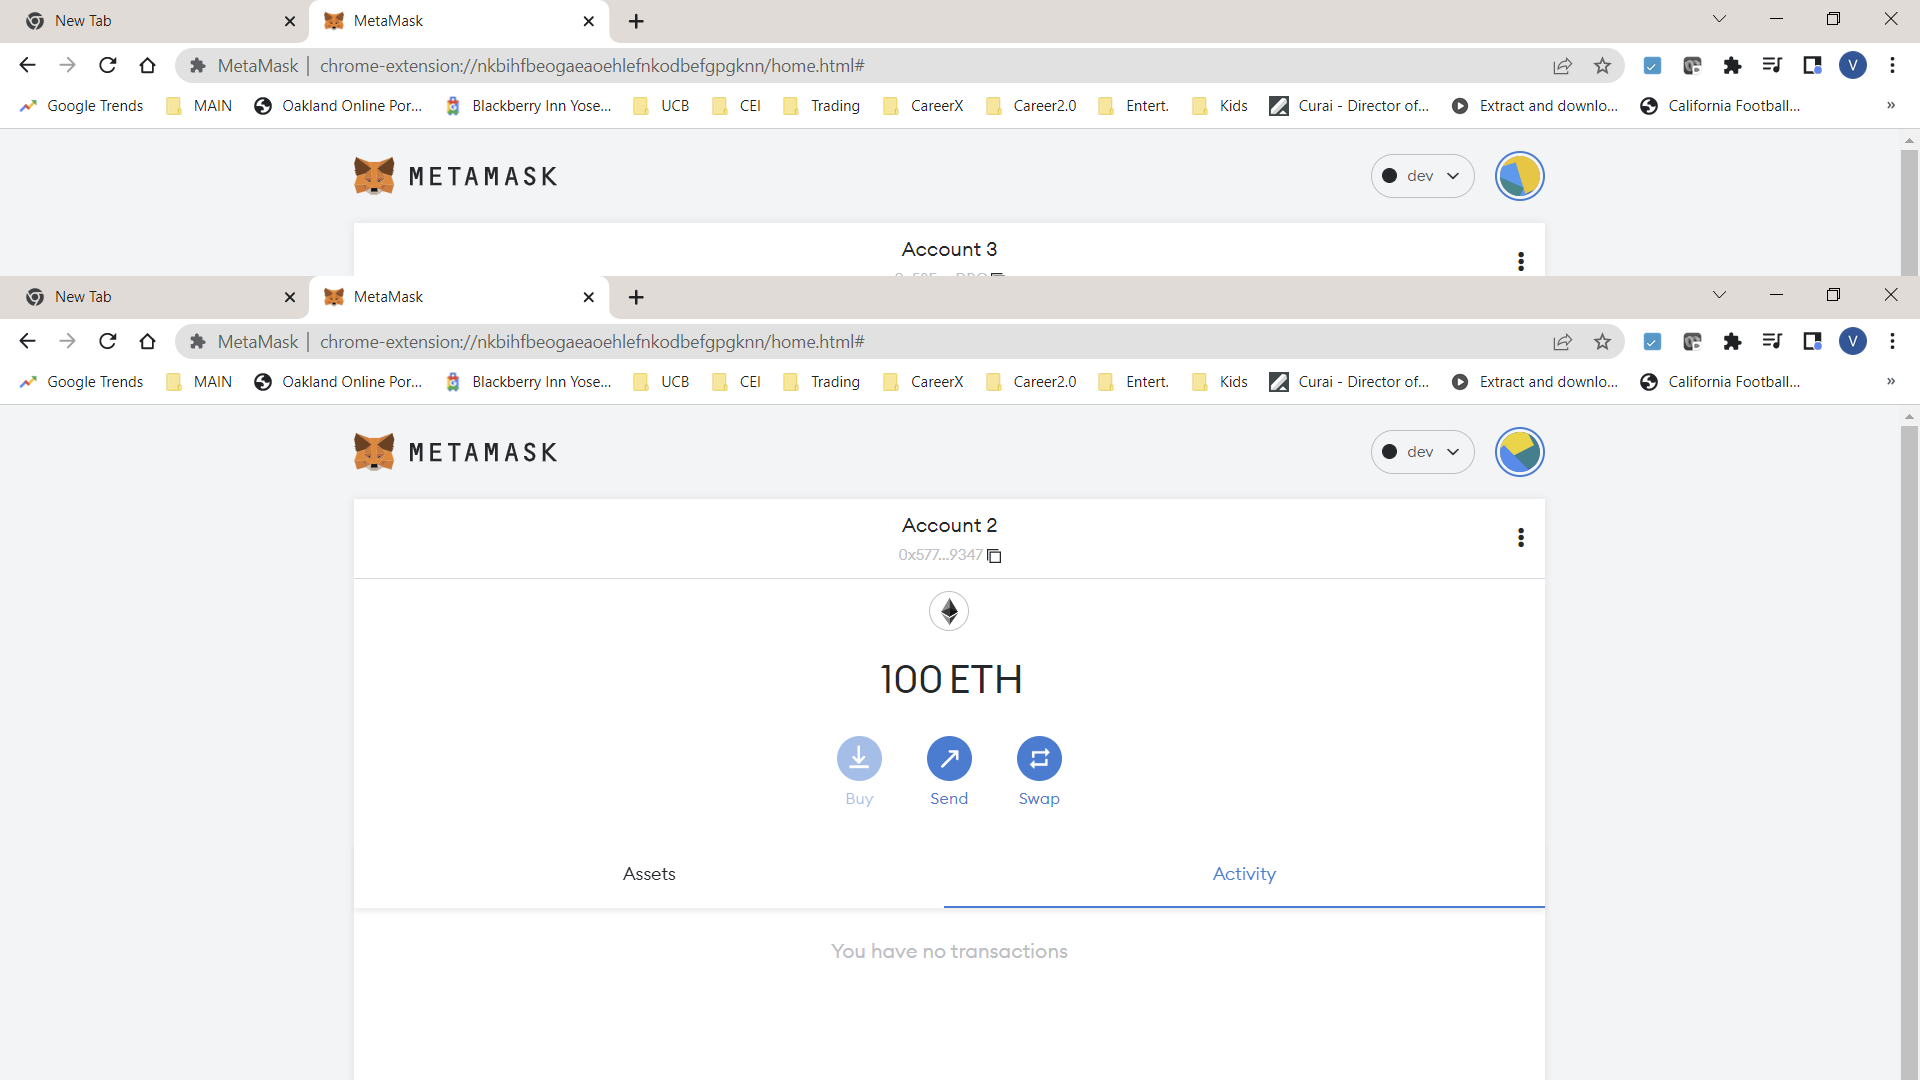 New Tab
MetaMask
MetaMask | chrome-extension://nkbihfbeogaeaoehlefnkodbefgpgknn/home.html#
V
Google Trends MAIN Oakland Online Por... Blackberry Inn Yose... UCB CEI Trading CareerX Career2.0 Entert. Kids Curai - Director of... Extract and downlo... California Football... »
METAMASK
dev
Account 3
New Tab
MetaMask
MetaMask | chrome-extension://nkbihfbeogaeaoehlefnkodbefgpgknn/home.html#
V
Google Trends MAIN Oakland Online Por... Blackberry Inn Yose... UCB CEI Trading CareerX Career2.0 Entert. Kids Curai - Director of... Extract and downlo... California Football... »
METAMASK
dev
Account 2
0x577...9347
100 ETH
Buy Send Swap
Assets Activity
You have no transactions